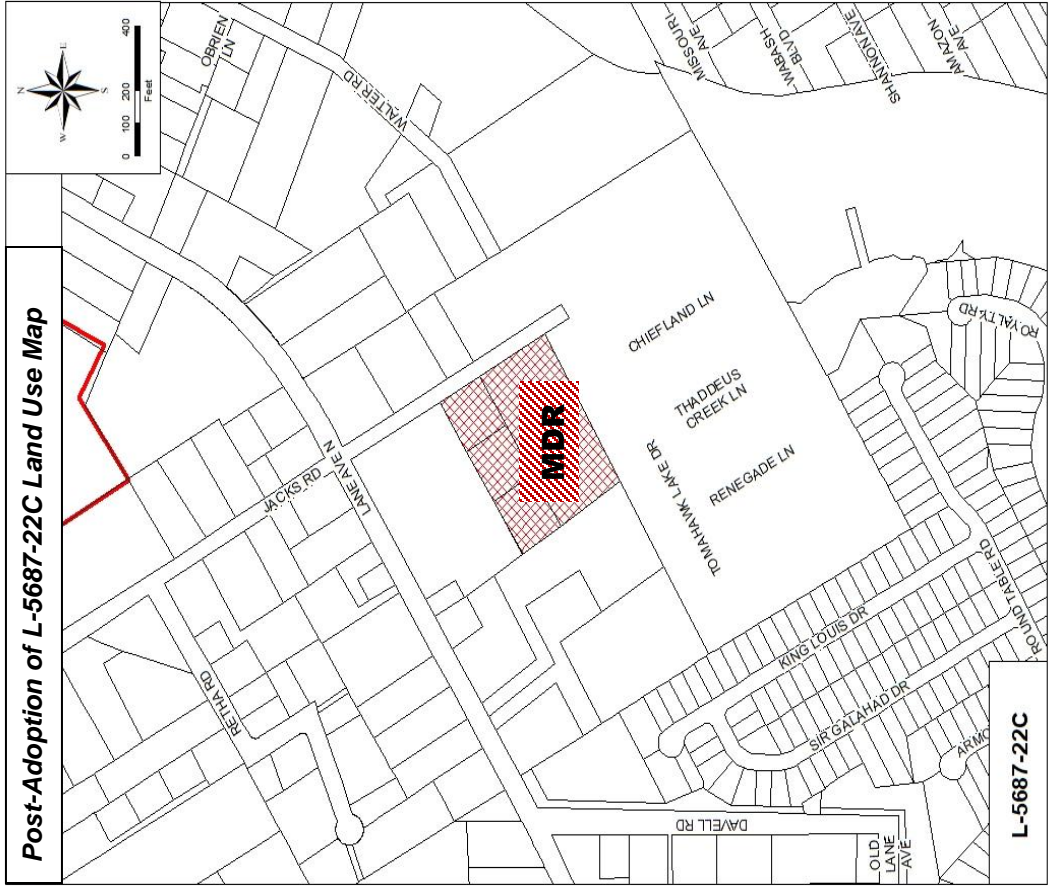 Post-Adoption of L-5687-22C Land Use Map
N
E
S
W
0 100 200 400
Feet
OBRIEN
LN
WALTER RD
MISSOURI
AVE
WABASH
BLVD
SHANNON AVE
AMAZON
AVE
JACKS RD
LANE AVE N
RETHA RD
MDR
CHIEFLAND LN
THADDEUS
CREEK LN
RENEGADE LN
TOMAHAWK LAKE DR
ROYALTY RD
ROUND TABLE RD
KING LOUIS DR
SIR GALAHAD DR
DAVELL RD
OLD
LANE
AVE
L-5687-22C